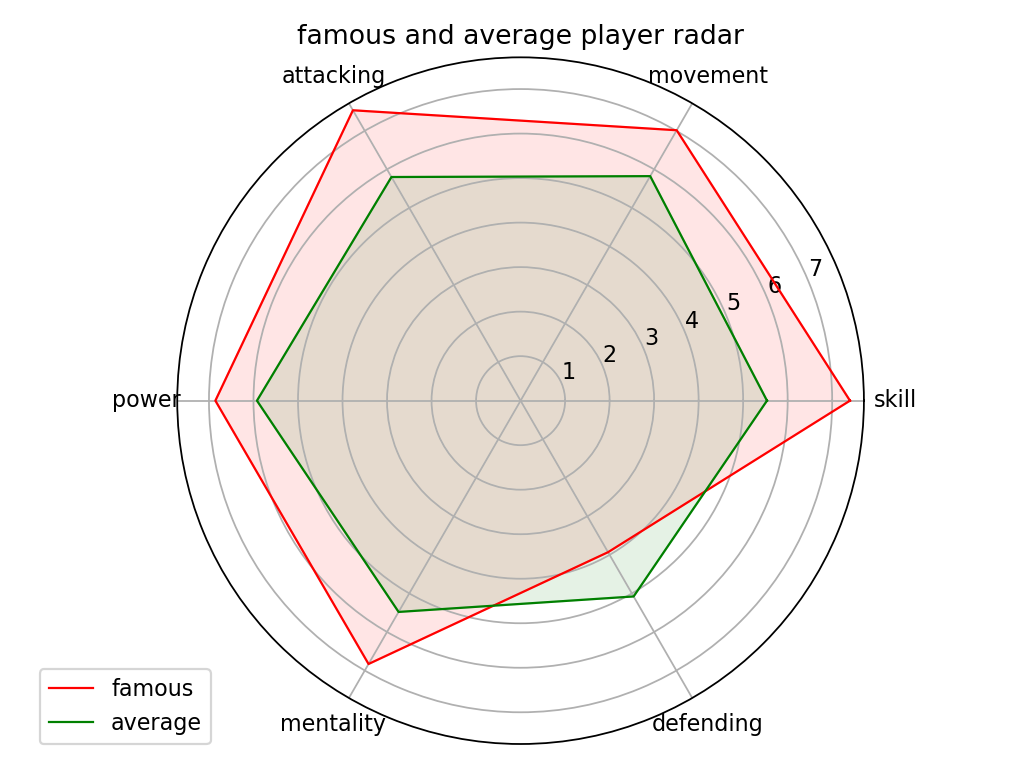 famous and average player radar
attacking
movement
7
6
5
4
3
2
1
power
skill
mentality
defending
famous
average